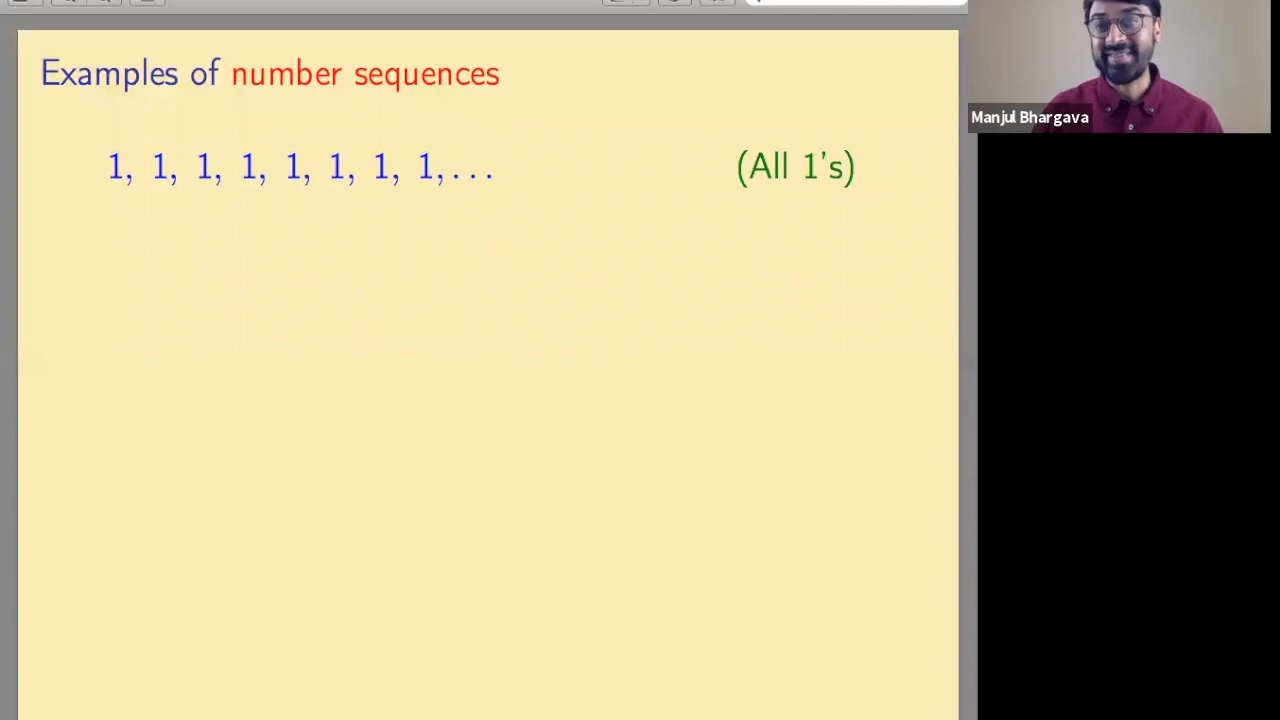 Examples of number sequences
1, 1, 1, 1, 1, 1, 1, 1, . . . (All 1's)
Manjul Bhargava